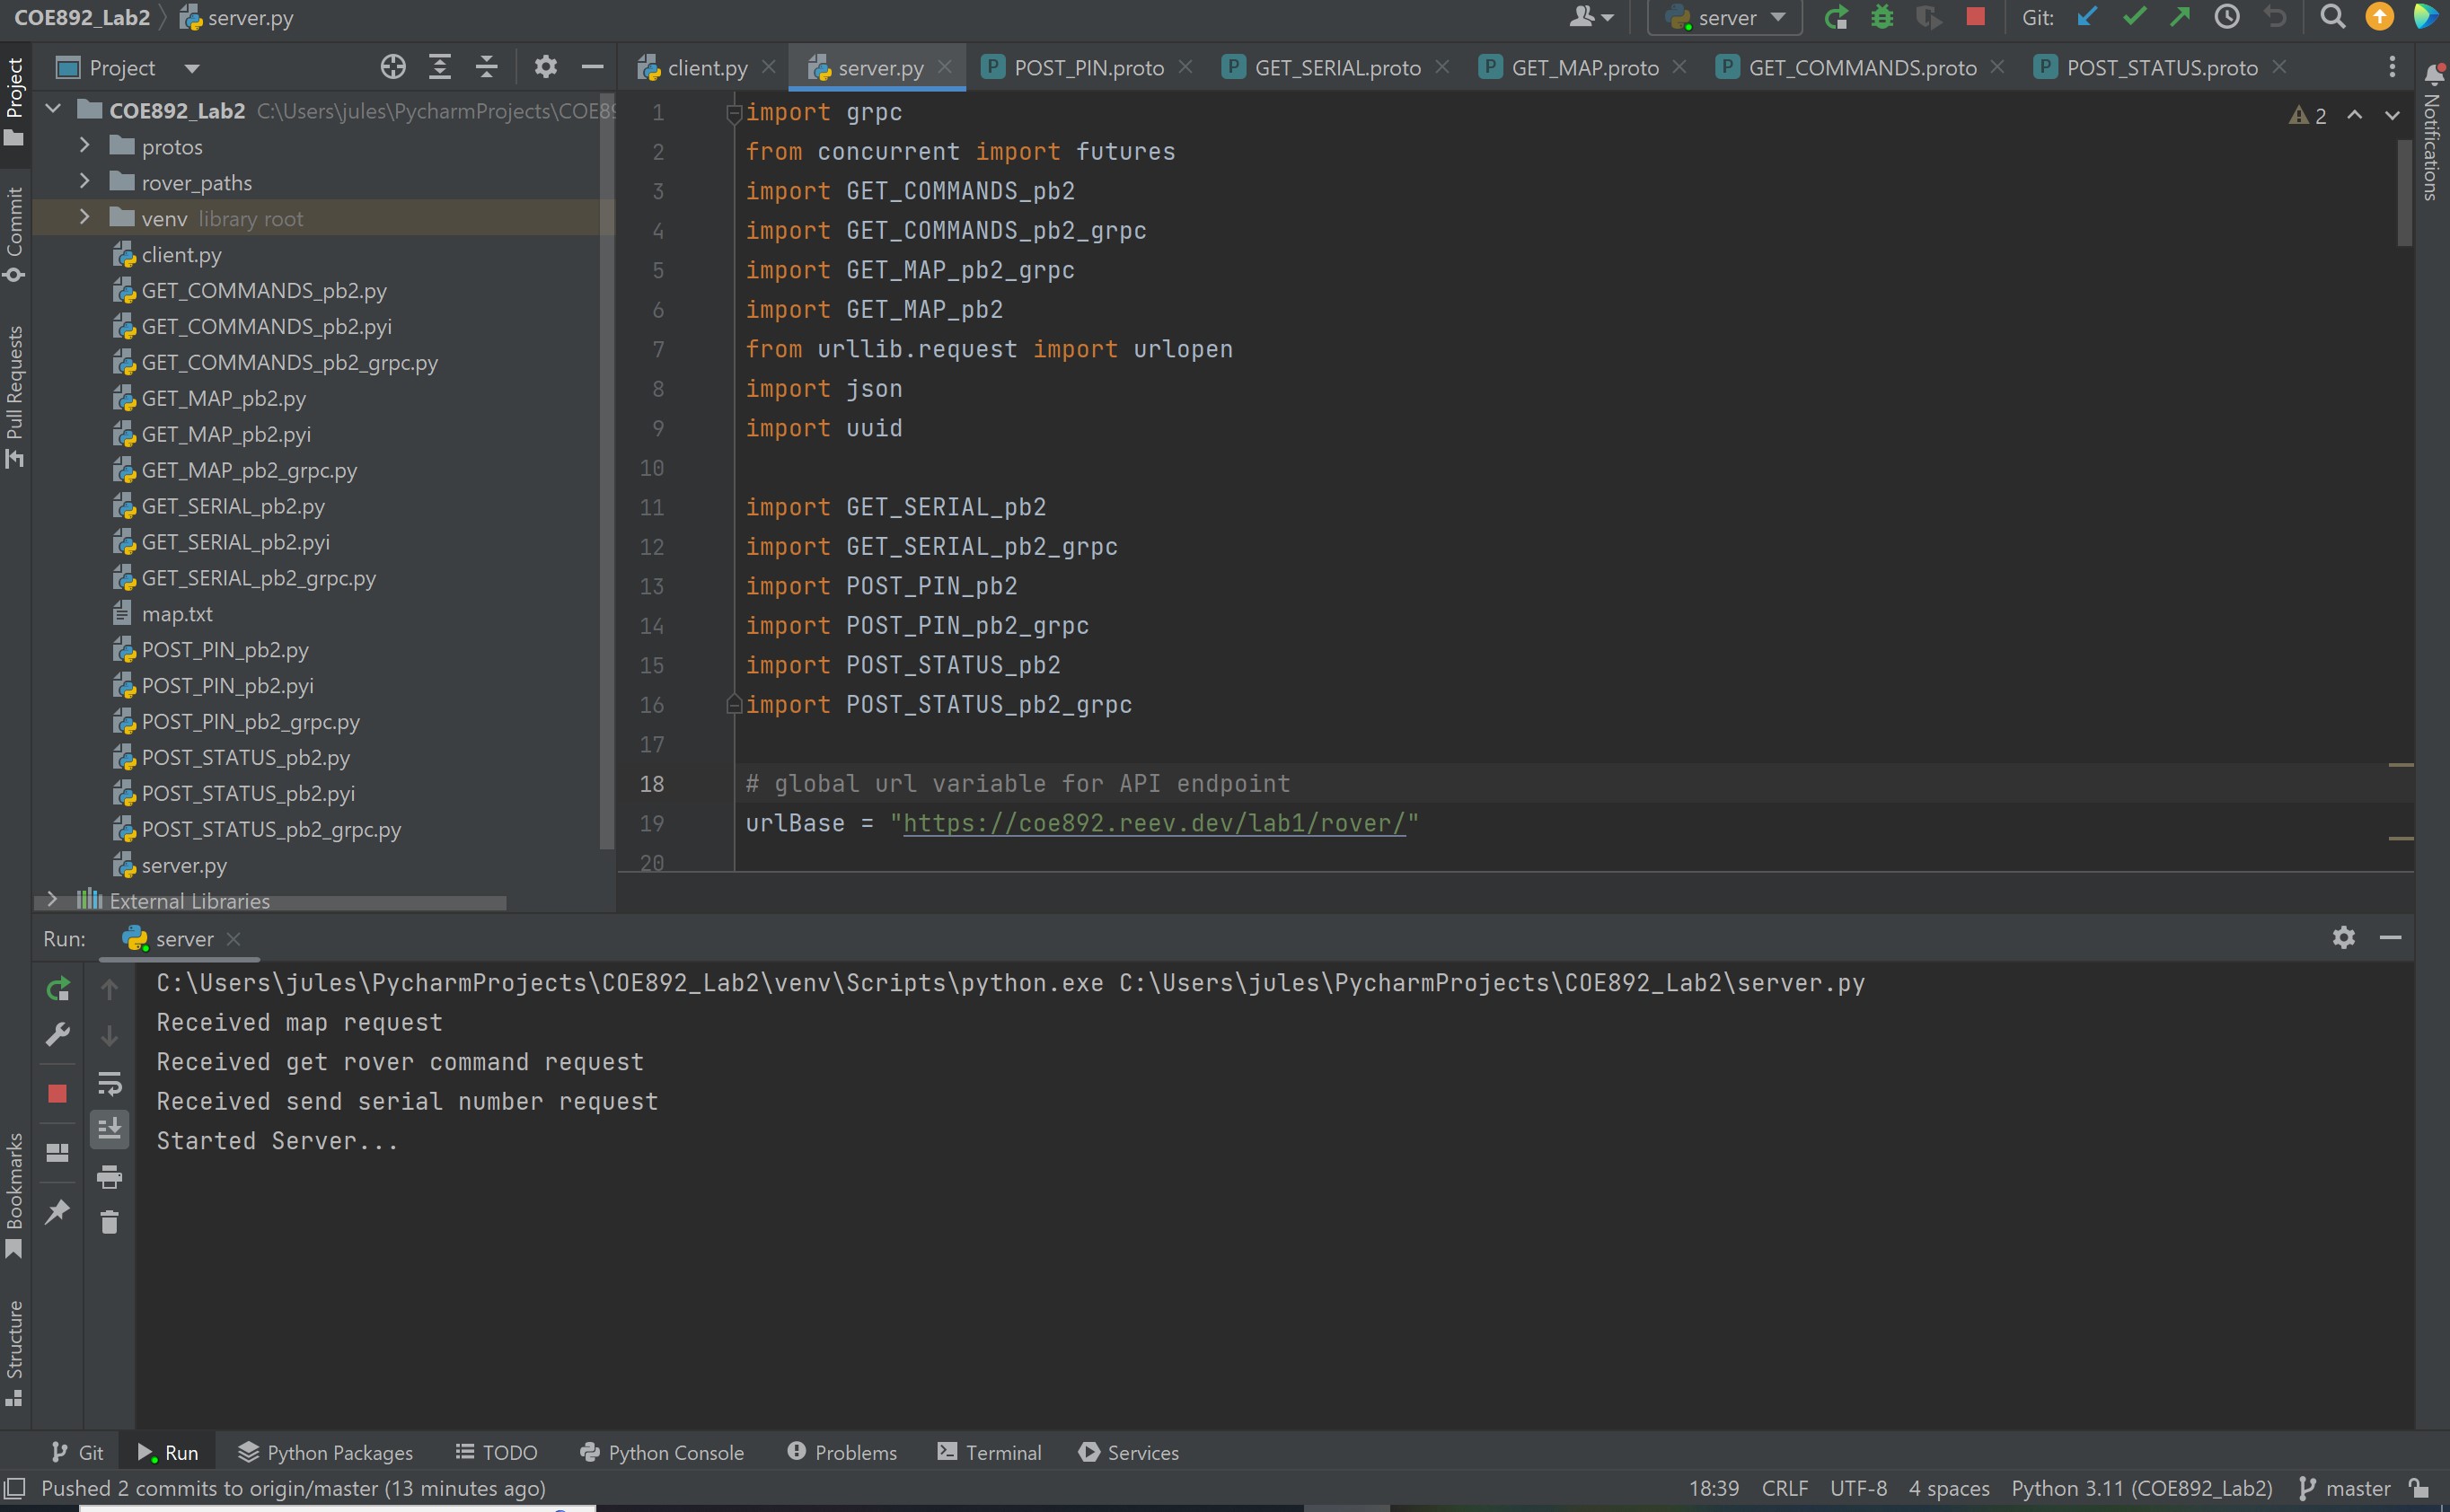 COE892_Lab2 server.py server Git:
Project client.py server.py POST_PIN.proto GET_SERIAL.proto GET_MAP.proto GET_COMMANDS.proto POST_STATUS.proto
Project
Commit
Pull Requests
Bookmarks
Structure
Notifications
COE892_Lab2 C:\Users\jules\PycharmProjects\COE89
protos
rover_paths
venv library root
client.py
GET_COMMANDS_pb2.py
GET_COMMANDS_pb2.pyi
GET_COMMANDS_pb2_grpc.py
GET_MAP_pb2.py
GET_MAP_pb2.pyi
GET_MAP_pb2_grpc.py
GET_SERIAL_pb2.py
GET_SERIAL_pb2.pyi
GET_SERIAL_pb2_grpc.py
map.txt
POST_PIN_pb2.py
POST_PIN_pb2.pyi
POST_PIN_pb2_grpc.py
POST_STATUS_pb2.py
POST_STATUS_pb2.pyi
POST_STATUS_pb2_grpc.py
server.py
External Libraries
2
1 import grpc
2 from concurrent import futures
3 import GET_COMMANDS_pb2
4 import GET_COMMANDS_pb2_grpc
5 import GET_MAP_pb2_grpc
6 import GET_MAP_pb2
7 from urllib.request import urlopen
8 import json
9 import uuid
10
11 import GET_SERIAL_pb2
12 import GET_SERIAL_pb2_grpc
13 import POST_PIN_pb2
14 import POST_PIN_pb2_grpc
15 import POST_STATUS_pb2
16 import POST_STATUS_pb2_grpc
17
18 # global url variable for API endpoint
19 urlBase = "https://coe892.reev.dev/lab1/rover/"
20
Run: server
C:\Users\jules\PycharmProjects\COE892_Lab2\venv\Scripts\python.exe C:\Users\jules\PycharmProjects\COE892_Lab2\server.py
Received map request
Received get rover command request
Received send serial number request
Started Server...
Git Run Python Packages TODO Python Console Problems Terminal Services
Pushed 2 commits to origin/master (13 minutes ago) 18:39 CRLF UTF-8 4 spaces Python 3.11 (COE892_Lab2) master